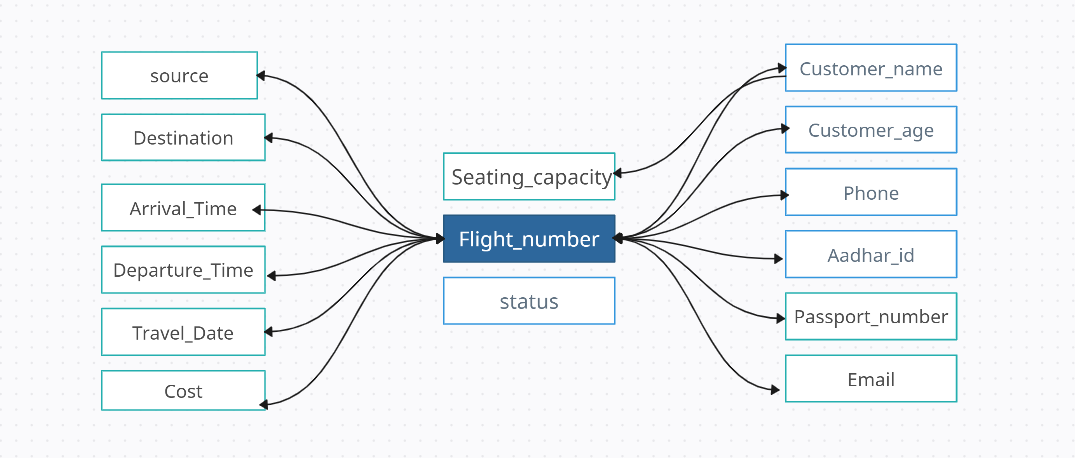 source
Destination
Arrival_Time
Departure_Time
Travel_Date
Cost
Seating_capacity
Flight_number
status
Customer_name
Customer_age
Phone
Aadhar_id
Passport_number
Email